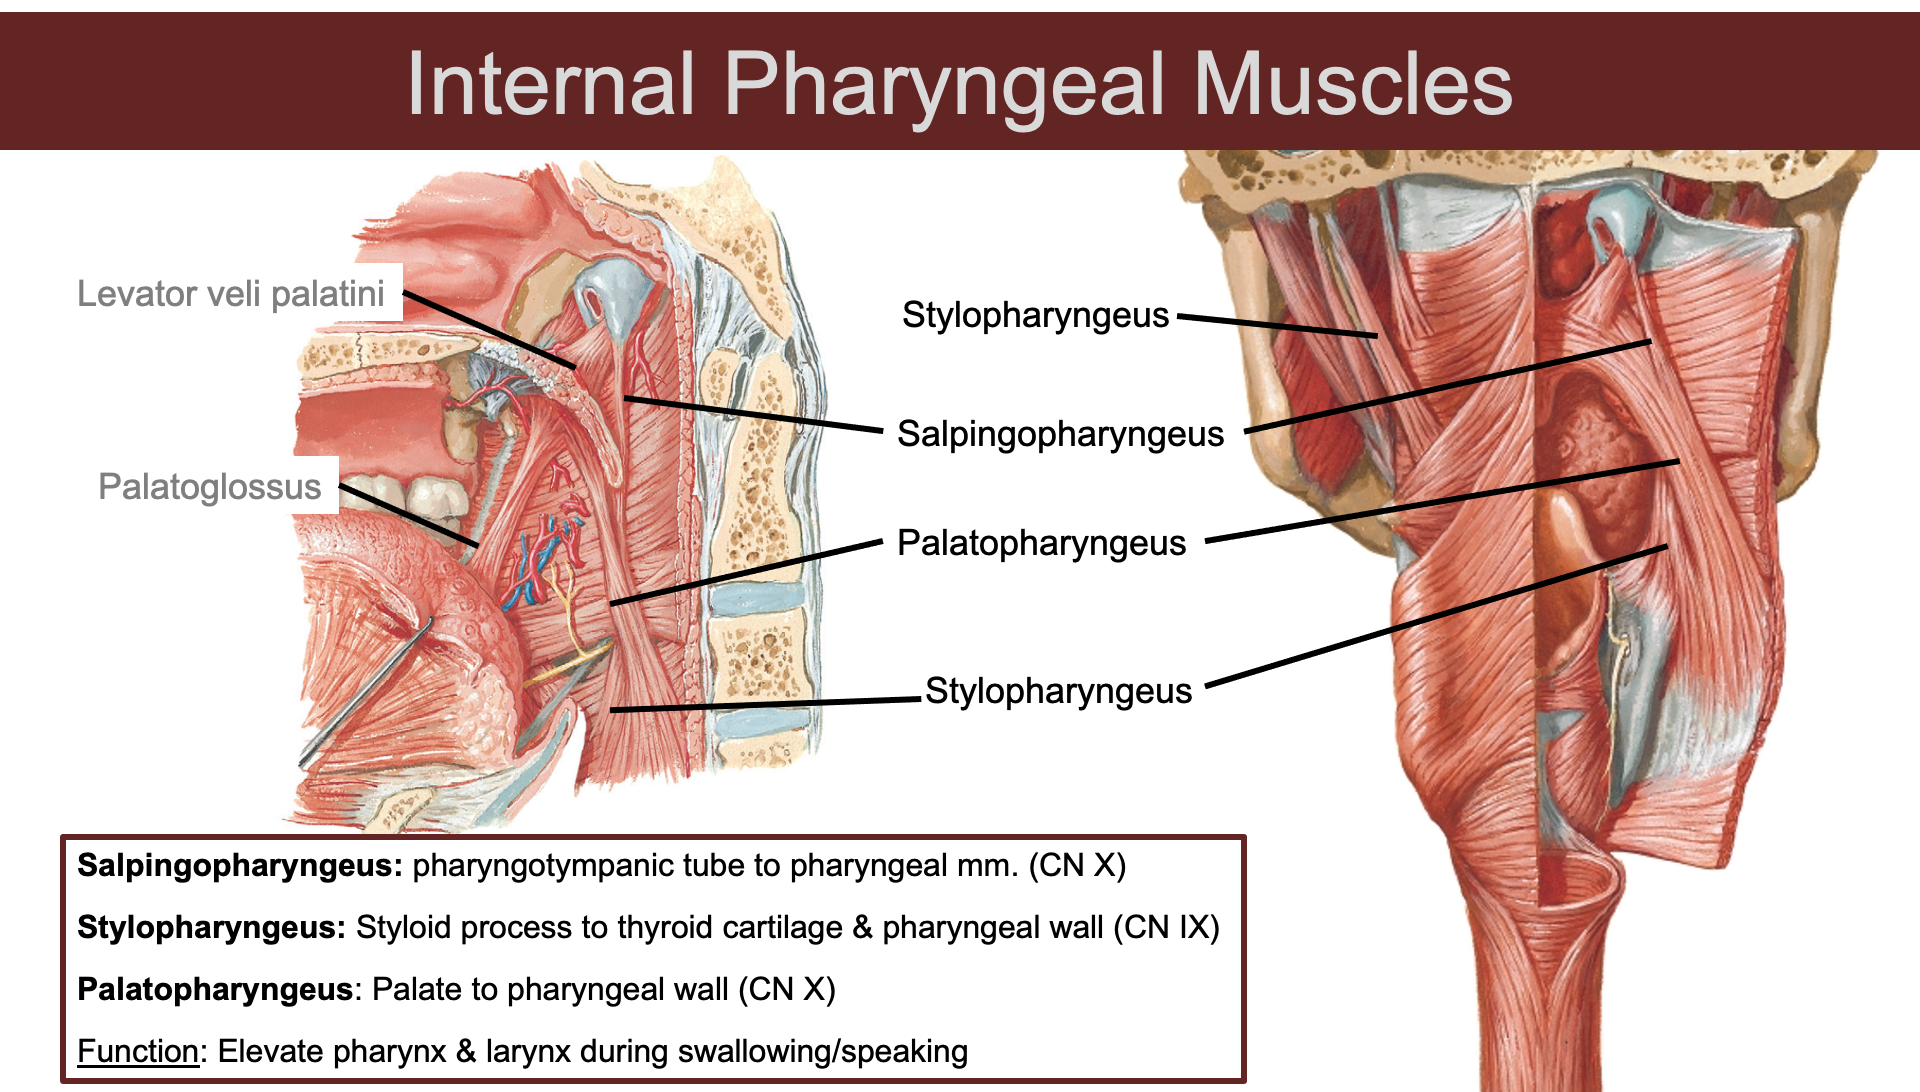 Internal Pharyngeal Muscles
Levator veli palatini
Palatoglossus
Stylopharyngeus
Salpingopharyngeus
Palatopharyngeus
Stylopharyngeus
Salpingopharyngeus: pharyngotympanic tube to pharyngeal mm. (CN X)
Stylopharyngeus: Styloid process to thyroid cartilage & pharyngeal wall (CN IX)
Palatopharyngeus: Palate to pharyngeal wall (CN X)
Function: Elevate pharynx & larynx during swallowing/speaking